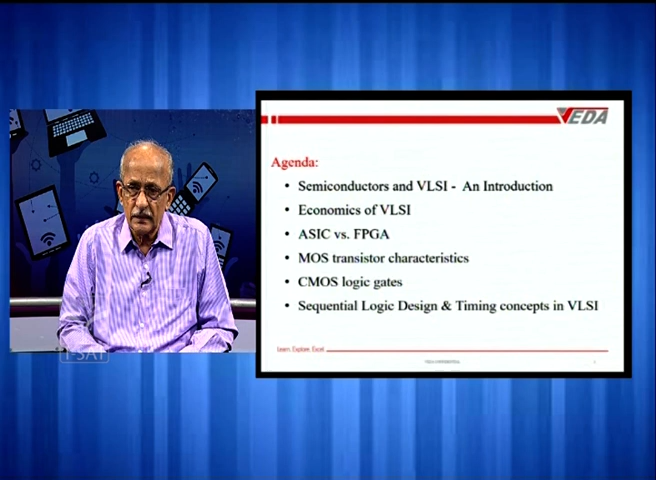 VEDA
Agenda:
• Semiconductors and VLSI - An Introduction
• Economics of VLSI
• ASIC vs. FPGA
• MOS transistor characteristics
• CMOS logic gates
• Sequential Logic Design & Timing concepts in VLSI
Learn. Explore. Excel
T-SAT